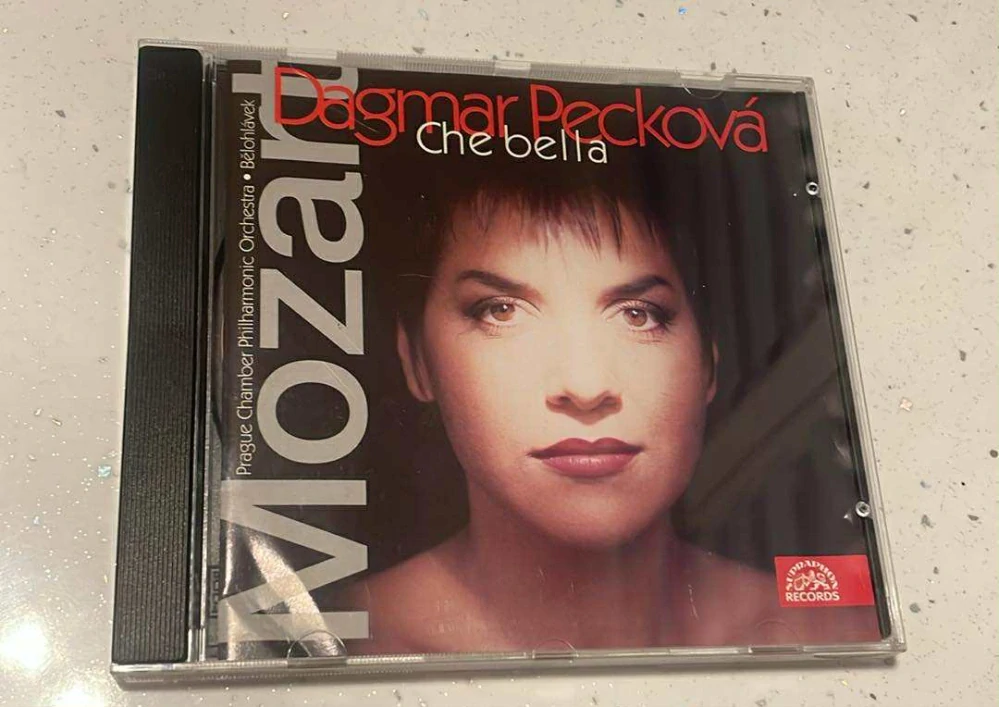 Dagmar Pecková
Che bella
Mozart
Prague Chamber Philharmonic Orchestra • Bělohlávek
SUPRAPHON
RECORDS